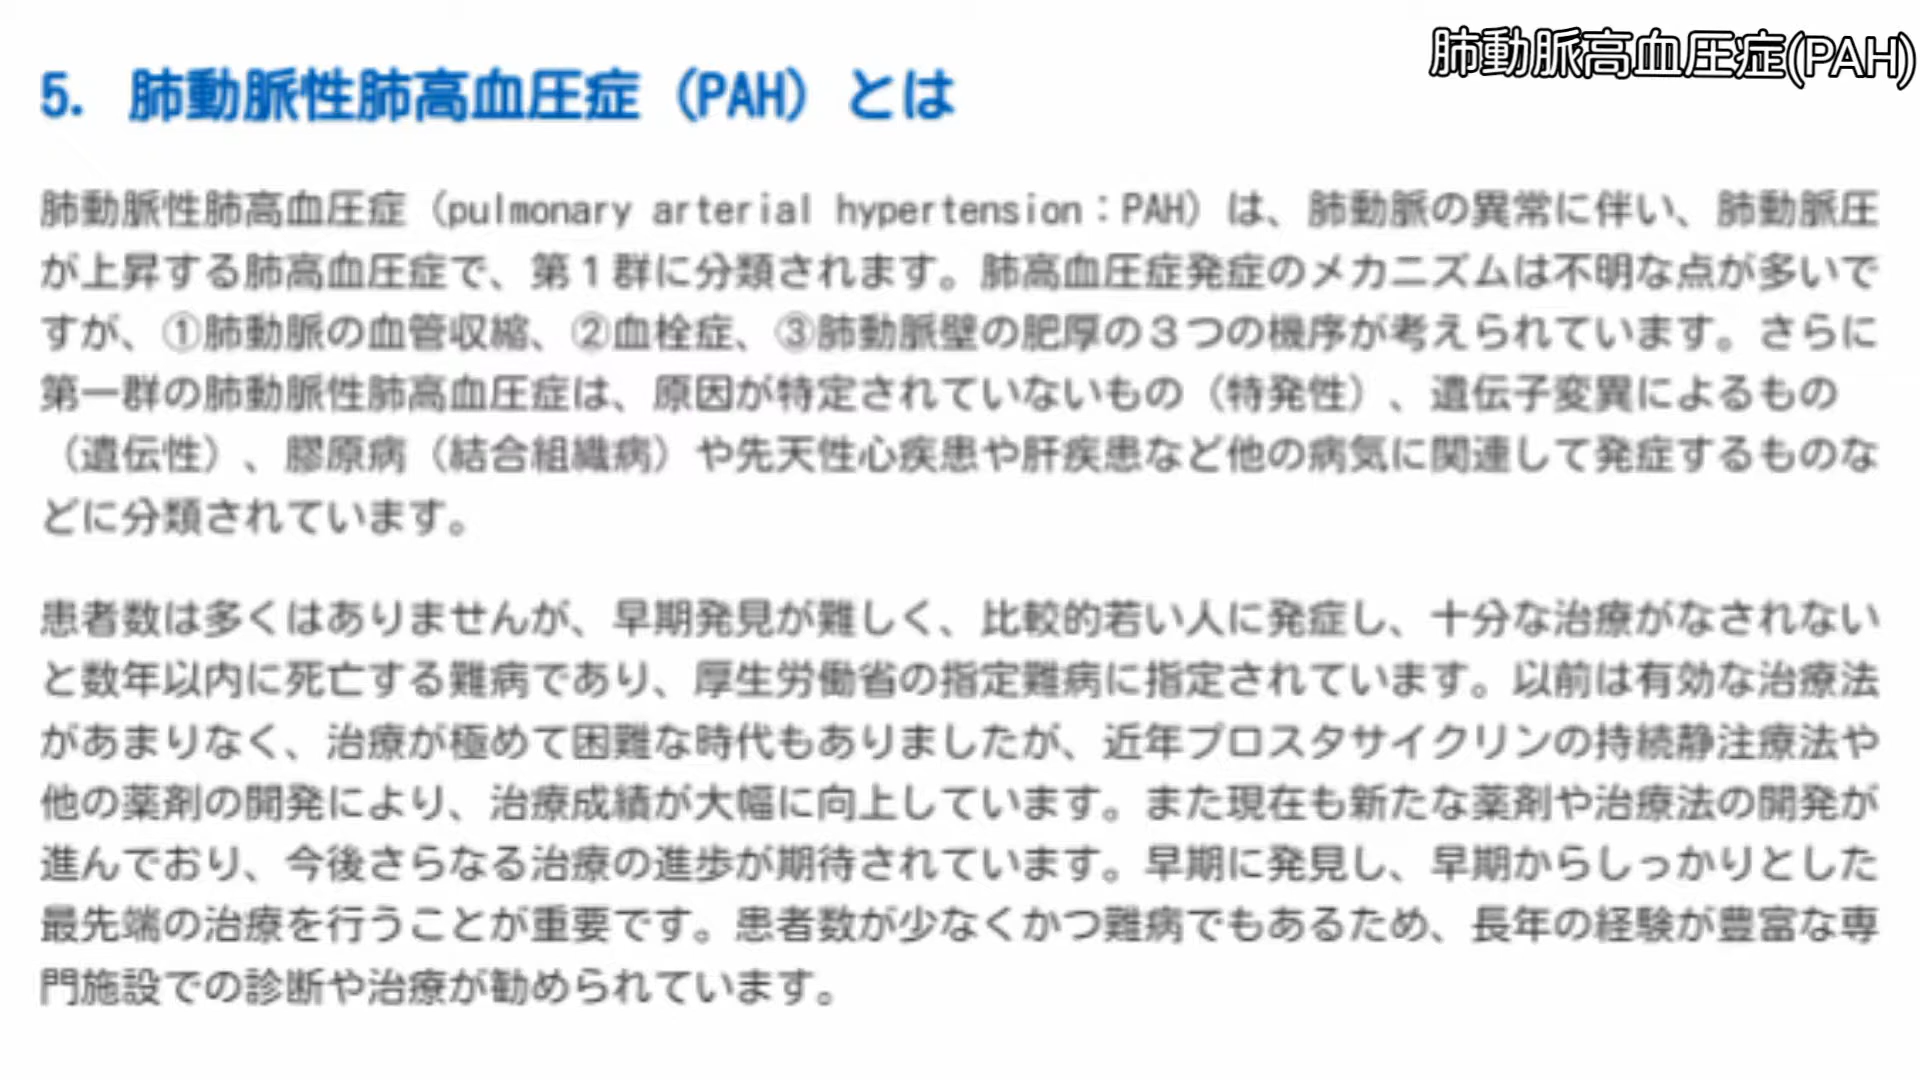 肺動脈高血圧症(PAH)
5. 肺動脈性肺高血圧症（PAH）とは
肺動脈性肺高血圧症（pulmonary arterial hypertension：PAH）は、肺動脈の異常に伴い、肺動脈圧
が上昇する肺高血圧症で、第１群に分類されます。肺高血圧症発症のメカニズムは不明な点が多いで
すが、①肺動脈の血管収縮、②血栓症、③肺動脈壁の肥厚の３つの機序が考えられています。さらに
第一群の肺動脈性肺高血圧症は、原因が特定されていないもの（特発性）、遺伝子変異によるもの
（遺伝性）、膠原病（結合組織病）や先天性心疾患や肝疾患など他の病気に関連して発症するものな
どに分類されています。
患者数は多くはありませんが、早期発見が難しく、比較的若い人に発症し、十分な治療がなされない
と数年以内に死亡する難病であり、厚生労働省の指定難病に指定されています。以前は有効な治療法
があまりなく、治療が極めて困難な時代もありましたが、近年プロスタサイクリンの持続静注療法や
他の薬剤の開発により、治療成績が大幅に向上しています。また現在も新たな薬剤や治療法の開発が
進んでおり、今後さらなる治療の進歩が期待されています。早期に発見し、早期からしっかりとした
最先端の治療を行うことが重要です。患者数が少なくかつ難病でもあるため、長年の経験が豊富な専
門施設での診断や治療が勧められています。